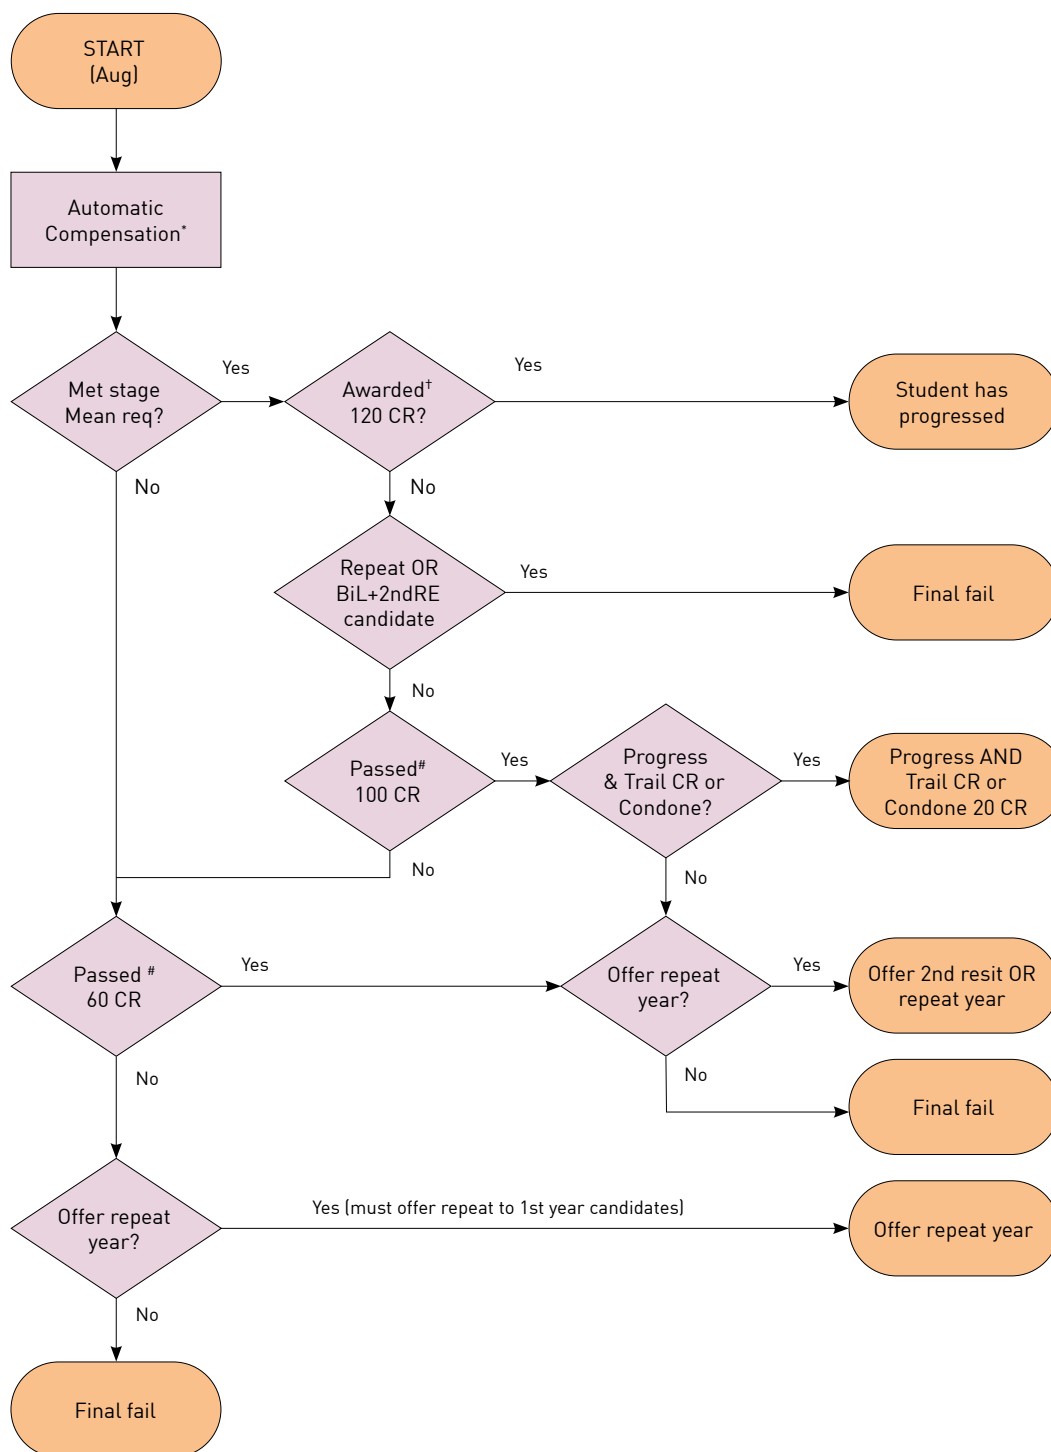 START
(Aug)
Automatic
Compensation*
Met stage
Mean req?
Yes
Awarded†
120 CR?
Yes
Student has
progressed
No
No
Repeat OR
BiL+2ndRE
candidate
Yes
Final fail
No
Passed#
100 CR
Yes
Progress
& Trail CR or
Condone?
Yes
Progress AND
Trail CR or
Condone 20 CR
No
No
Passed #
60 CR
Yes
Offer repeat
year?
Yes
Offer 2nd resit OR
repeat year
No
No
Final fail
Offer repeat
year?
Yes (must offer repeat to 1st year candidates)
Offer repeat year
No
Final fail